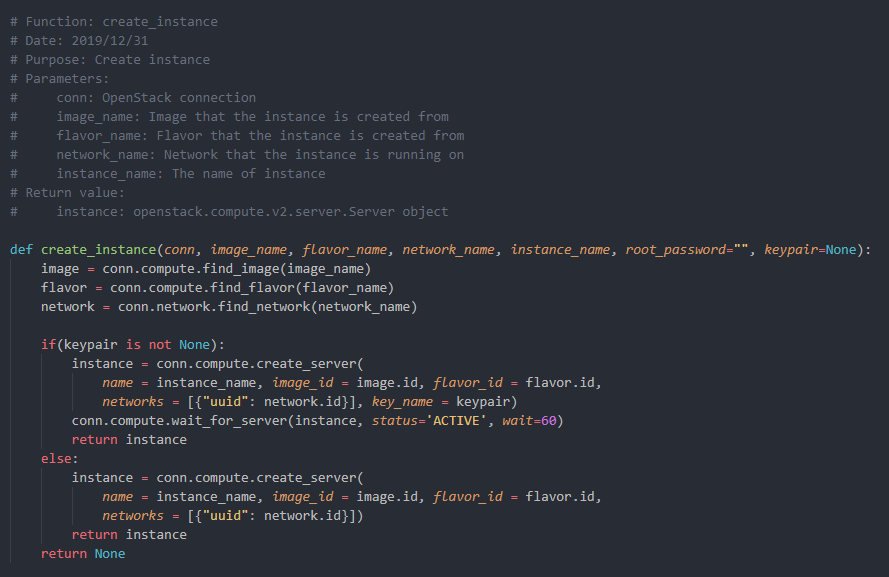 # Function: create_instance
# Date: 2019/12/31
# Purpose: Create instance
# Parameters:
#     conn: OpenStack connection
#     image_name: Image that the instance is created from
#     flavor_name: Flavor that the instance is created from
#     network_name: Network that the instance is running on
#     instance_name: The name of instance
# Return value:
#     instance: openstack.compute.v2.server.Server object

def create_instance(conn, image_name, flavor_name, network_name, instance_name, root_password="", keypair=None):
    image = conn.compute.find_image(image_name)
    flavor = conn.compute.find_flavor(flavor_name)
    network = conn.network.find_network(network_name)

    if(keypair is not None):
        instance = conn.compute.create_server(
            name = instance_name, image_id = image.id, flavor_id = flavor.id,
            networks = [{"uuid": network.id}], key_name = keypair)
        conn.compute.wait_for_server(instance, status='ACTIVE', wait=60)
        return instance
    else:
        instance = conn.compute.create_server(
            name = instance_name, image_id = image.id, flavor_id = flavor.id,
            networks = [{"uuid": network.id}])
        return instance
    return None